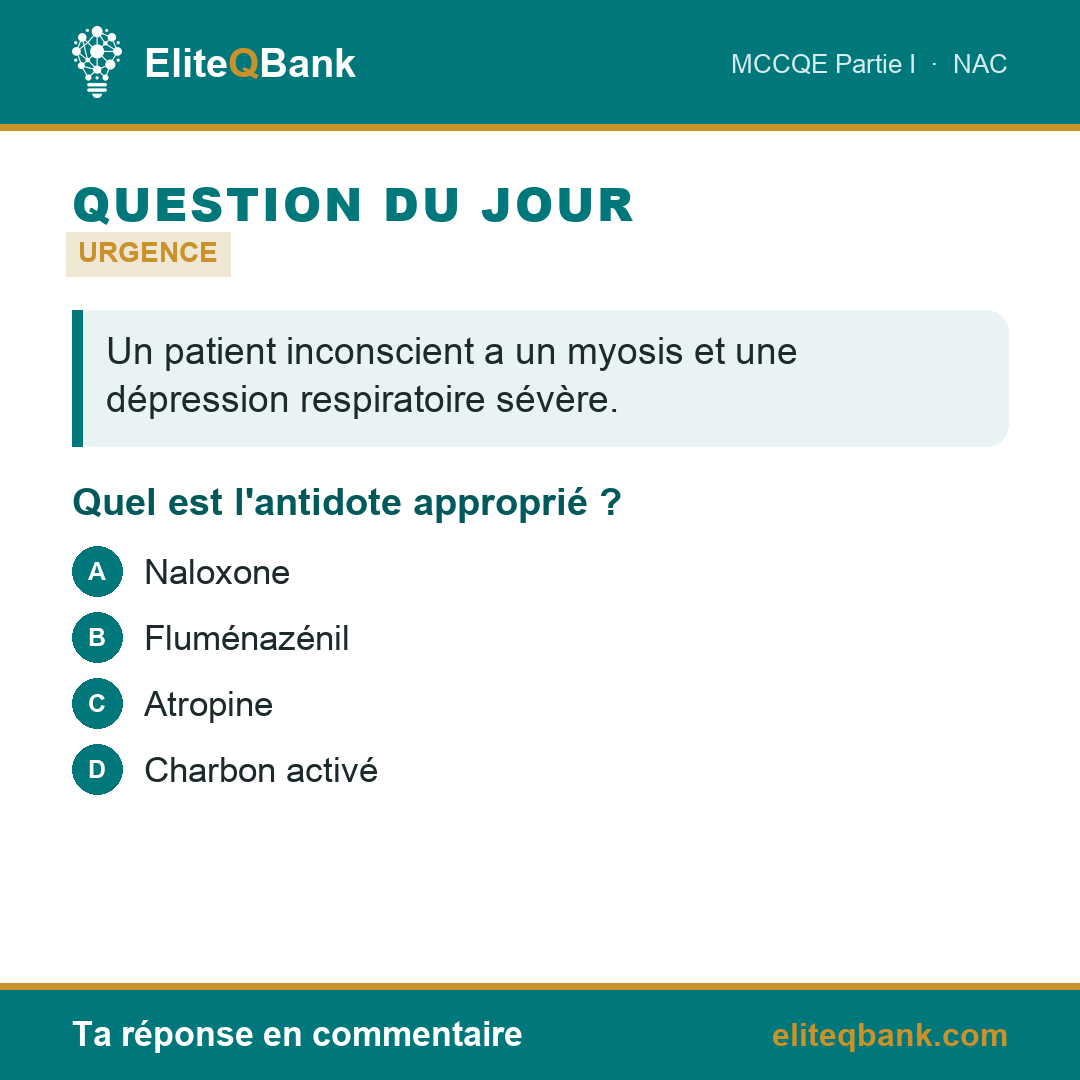 EliteQBank
MCCQE Partie I · NAC
QUESTION DU JOUR
URGENCE
Un patient inconscient a un myosis et une
dépression respiratoire sévère.
Quel est l'antidote approprié ?
A Naloxone
B Fluménazénil
C Atropine
D Charbon activé
Ta réponse en commentaire
eliteqbank.com